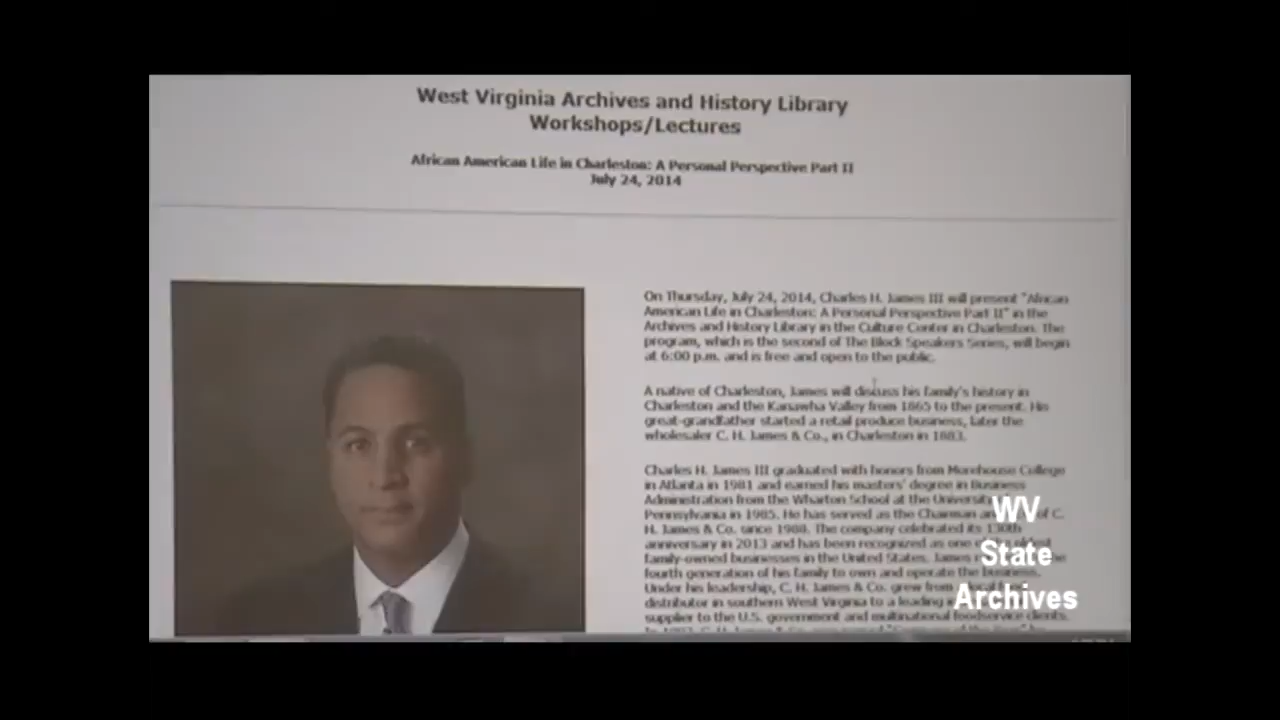 West Virginia Archives and History Library
Workshops/Lectures
African American Life in Charleston: A Personal Perspective Part II
July 24, 2014
On Thursday, July 24, 2014, Charles H. James III will present "African
American Life in Charleston: A Personal Perspective Part II" in the
Archives and History Library in the Culture Center in Charleston. The
program, which is the second of The Block Speakers Series, will begin
at 6:00 p.m. and is free and open to the public.
A native of Charleston, James will discuss his family's history in
Charleston and the Kanawha Valley from 1865 to the present. His
great-grandfather started a retail produce business, later the
wholesaler C. H. James & Co., in Charleston in 1883.
Charles H. James III graduated with honors from Morehouse College
in Atlanta in 1981 and earned his masters' degree in Business
Administration from the Wharton School at the University
Pennsylvania in 1985. He has served as the Chairman of C.
H. James & Co. since 1988. The company celebrated its 130th
anniversary in 2013 and has been recognized as one of the oldest
family-owned businesses in the United States. James
fourth generation of his family to own and operate the business.
Under his leadership, C. H. James & Co. grew from local
distributor in southern West Virginia to a leading
supplier to the U.S. government and multinational foodservice clients.
WV
State
Archives